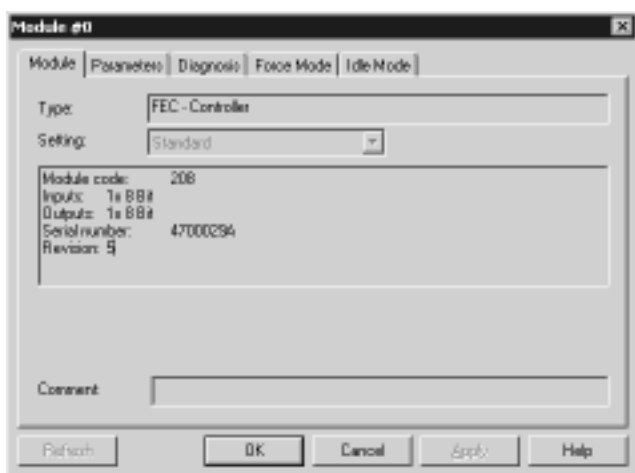 Module #0
Module Parameters Diagnosis Force Mode Idle Mode
Type: FEC - Controller
Setting: Standard
Module code: 208
Inputs: 1x 8 Bit
Outputs: 1x 8 Bit
Serial number: 4700029A
Revision: 5
Comment
Refresh OK Cancel Apply Help